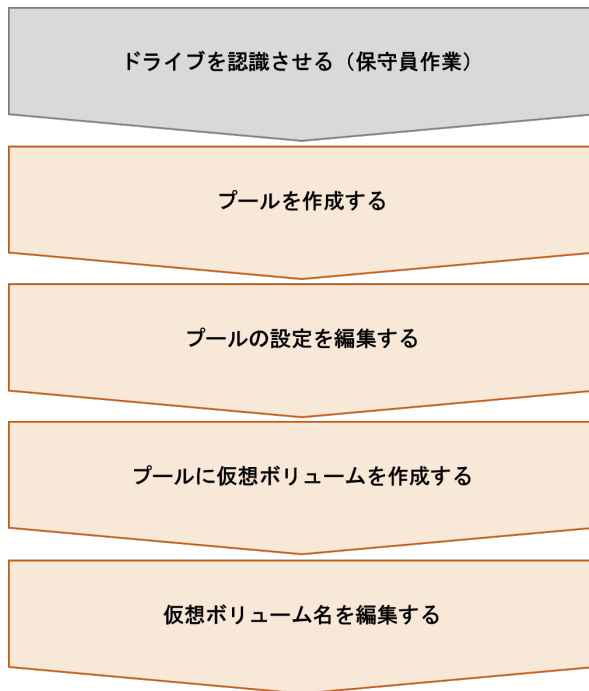 ドライブを認識させる（保守員作業）
プールを作成する
プールの設定を編集する
プールに仮想ボリュームを作成する
仮想ボリューム名を編集する